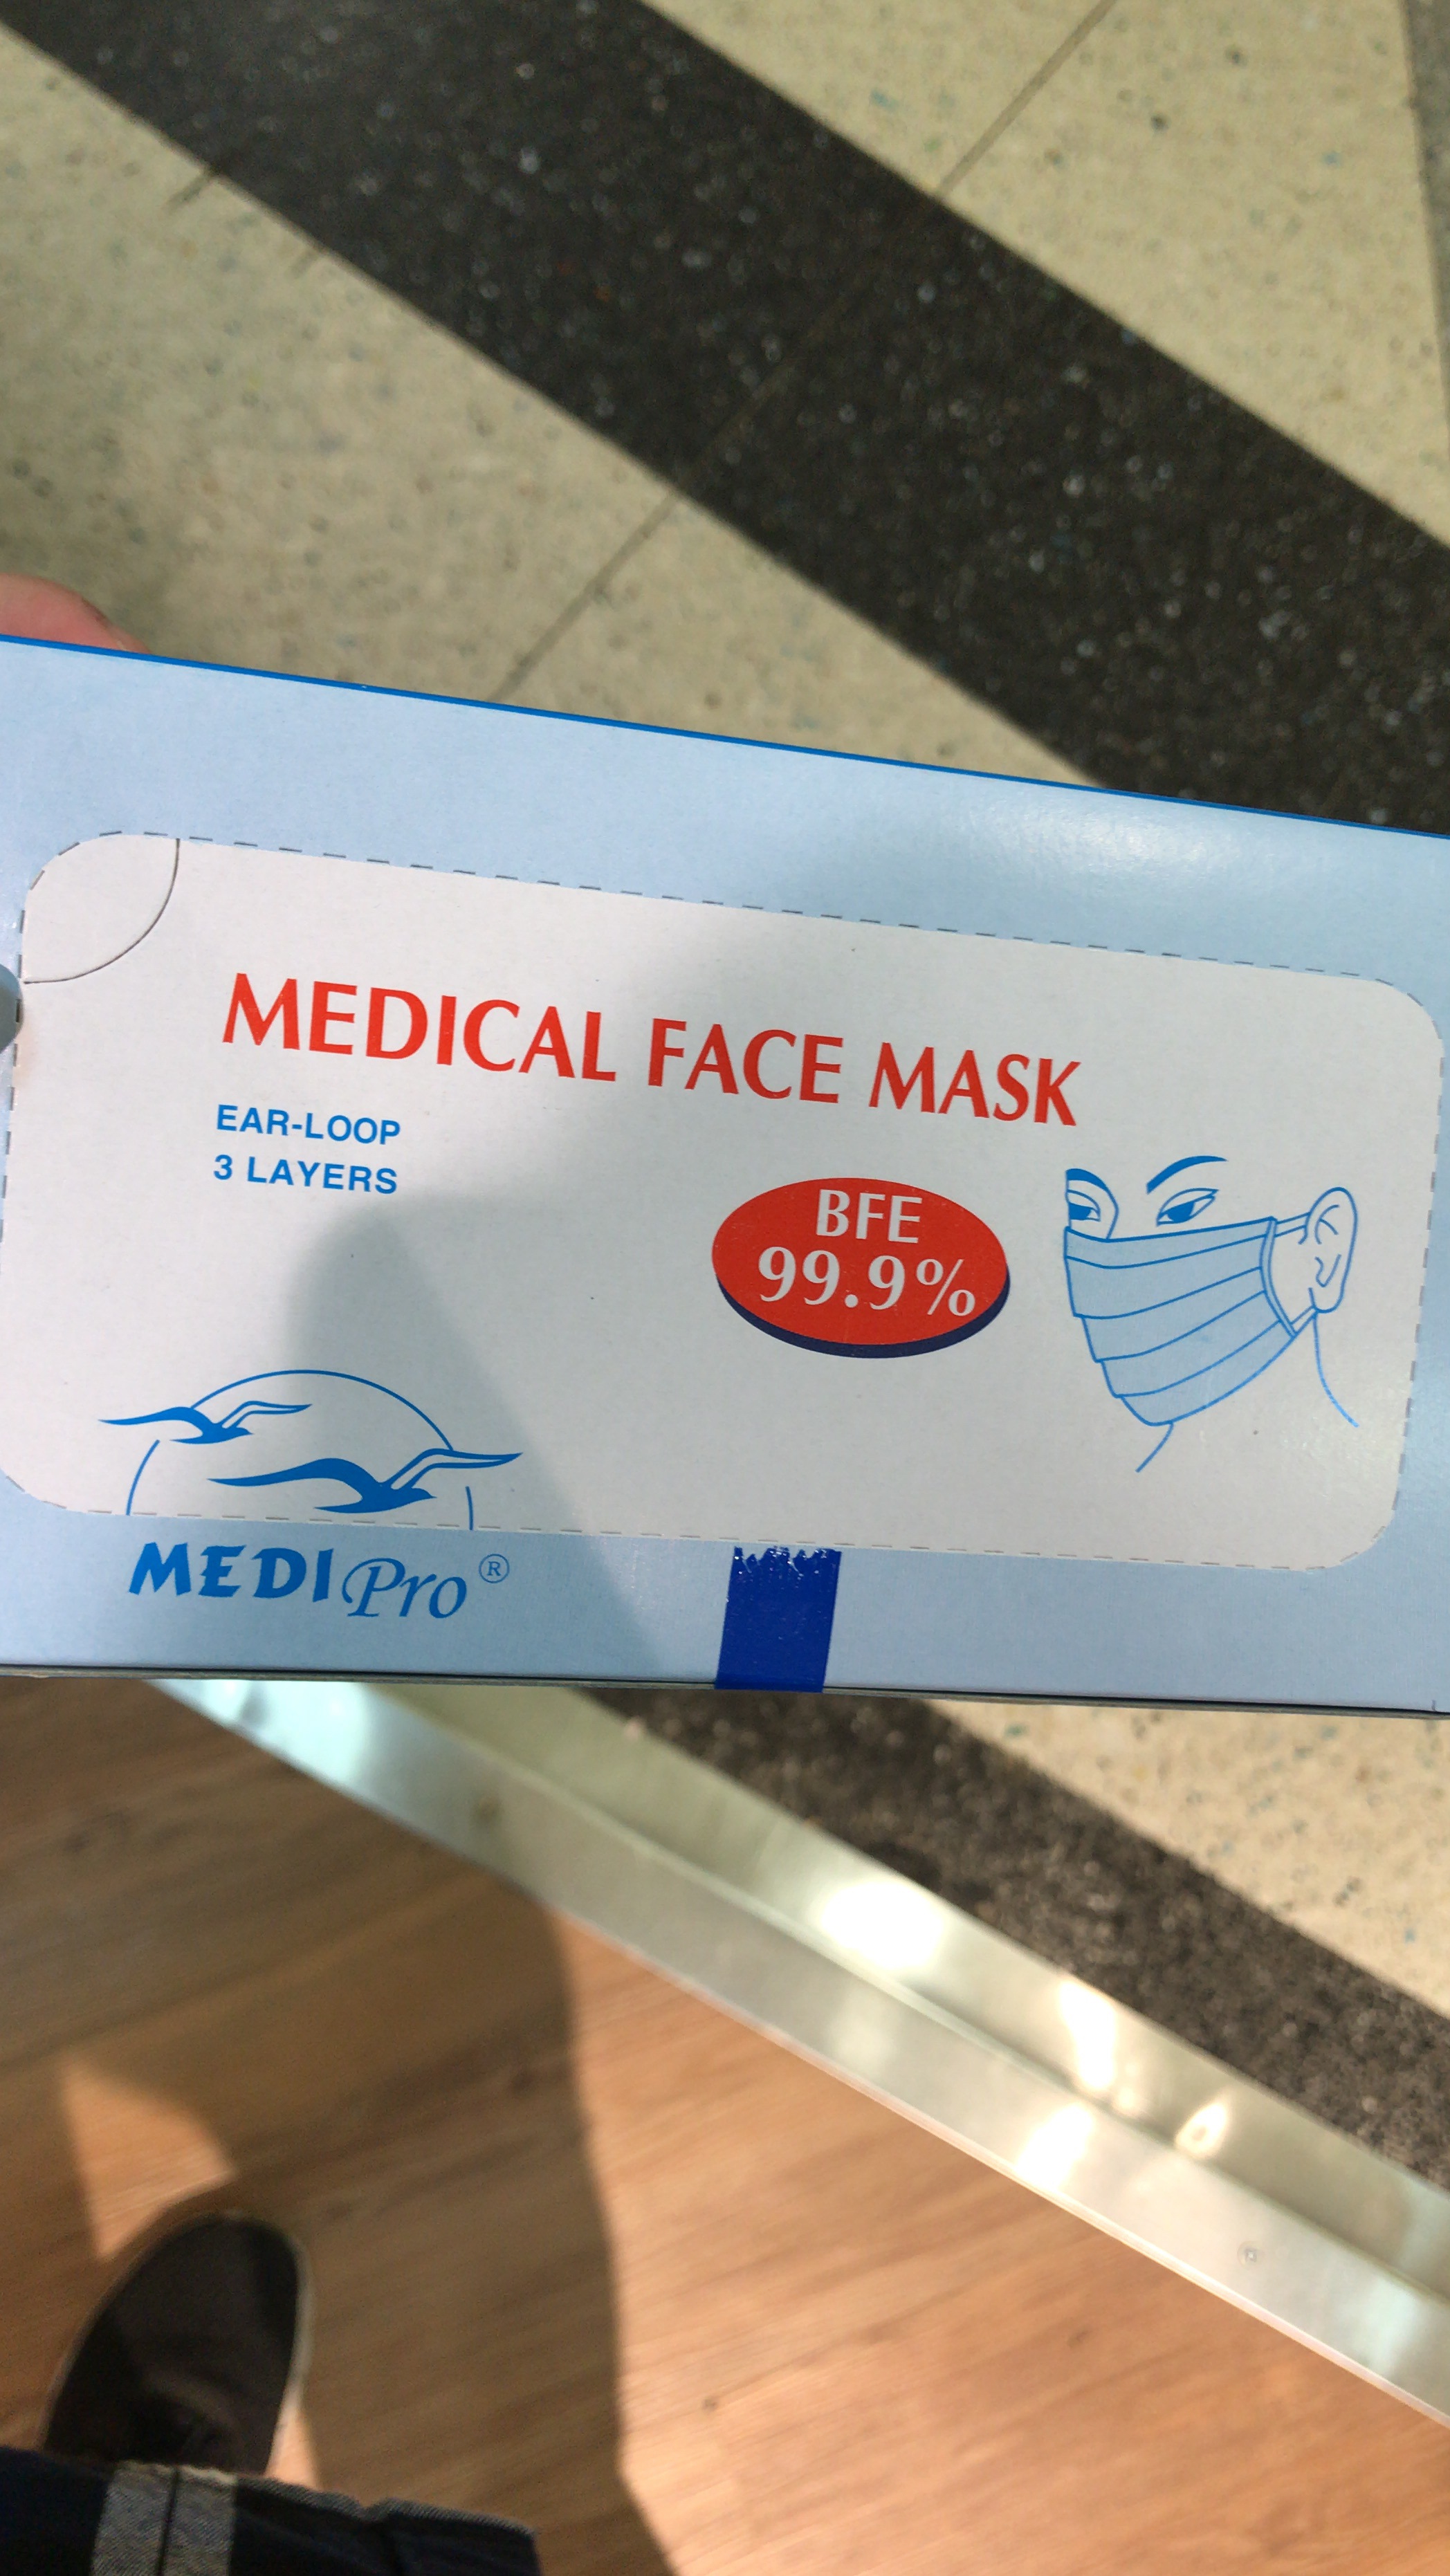 MEDICAL FACE MASK
EAR-LOOP
3 LAYERS
BFE
99.9%
MEDIPro®